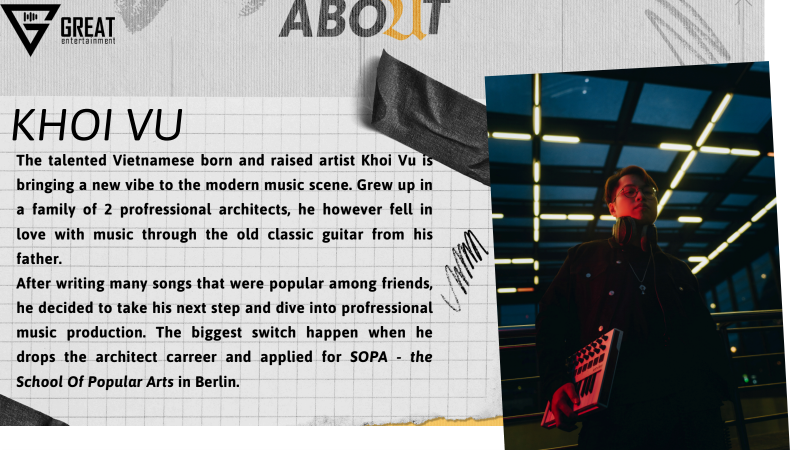 GREAT
entertainment
ABOUT
KHOI VU
The talented Vietnamese born and raised artist Khoi Vu is
bringing a new vibe to the modern music scene. Grew up in
a family of 2 profressional architects, he however fell in
love with music through the old classic guitar from his
father.
After writing many songs that were popular among friends,
he decided to take his next step and dive into profressional
music production. The biggest switch happen when he
drops the architect carreer and applied for SOPA - the
School Of Popular Arts in Berlin.